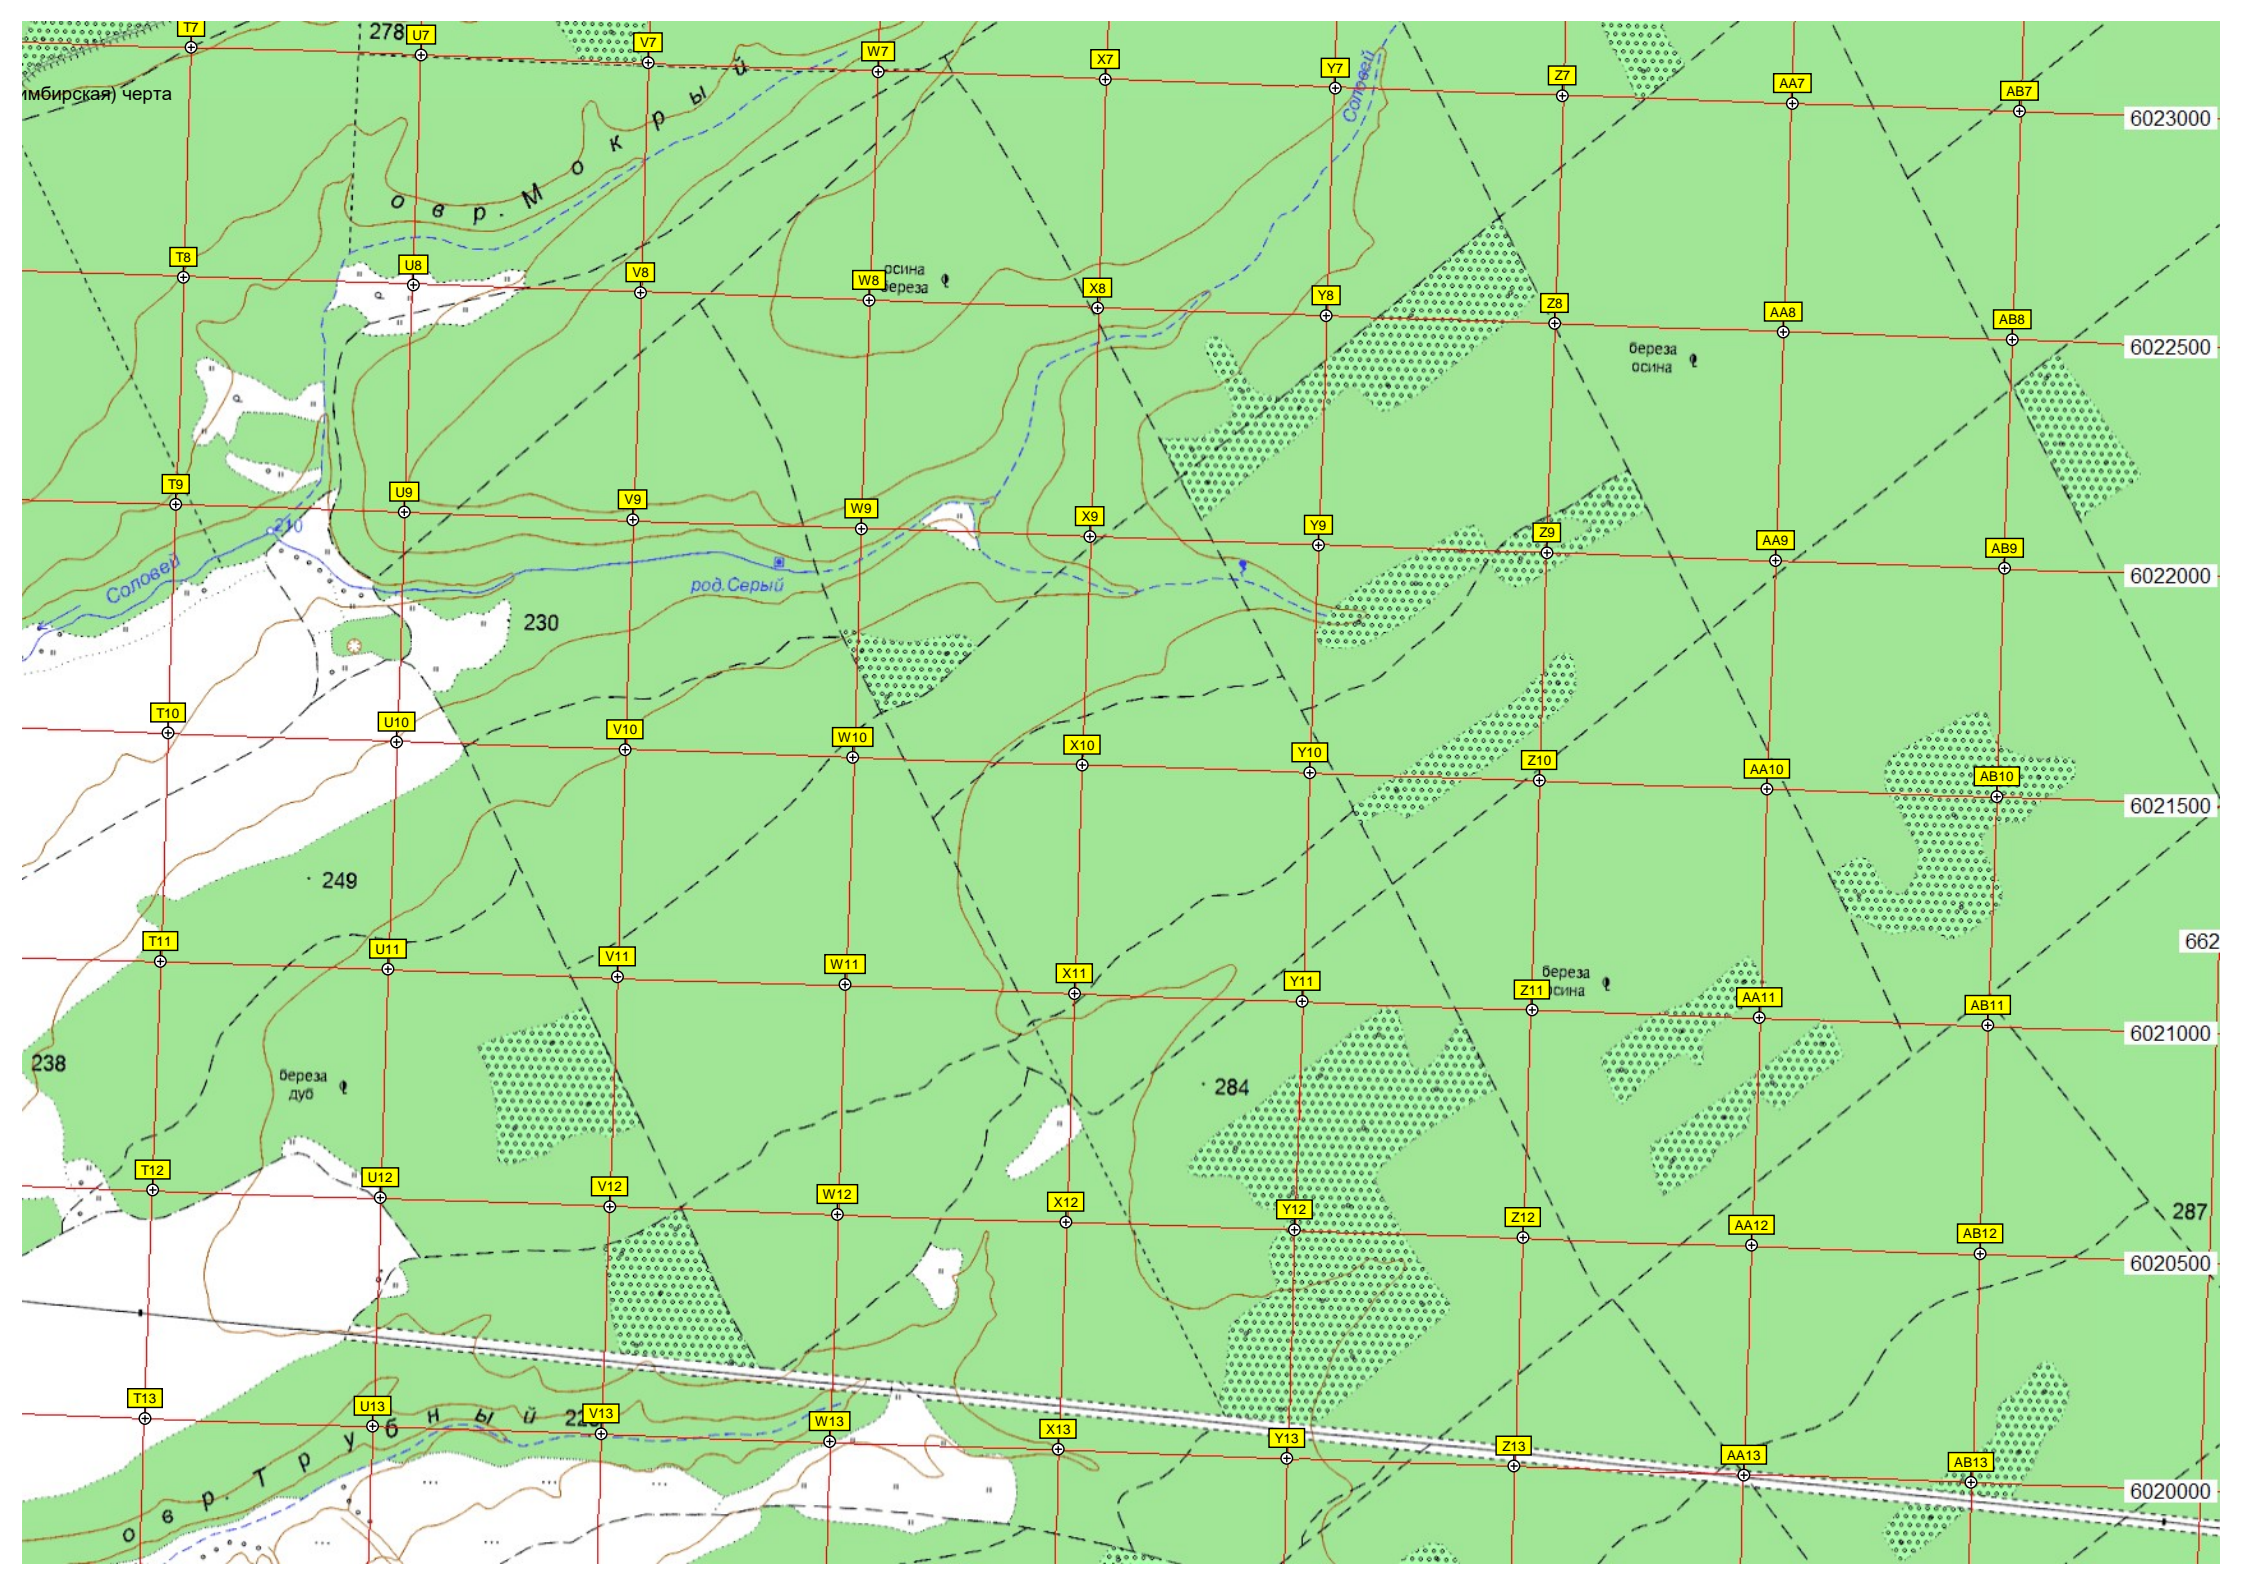 T7
278
U7
V7
W7
X7
Y7
Z7
AA7
AB7
6023000
имбирская) черта
овр. Мокрый
Соловей
T8
U8
V8
W8
осина
береза
X8
Y8
Z8
AA8
AB8
6022500
береза
осина
T9
U9
V9
W9
X9
Y9
Z9
AA9
AB9
6022000
210
Соловей
род.Серый
230
T10
U10
V10
W10
X10
Y10
Z10
AA10
AB10
6021500
249
T11
U11
V11
W11
X11
Y11
Z11
береза
осина
AA11
AB11
662
6021000
238
береза
дуб
284
T12
U12
V12
W12
X12
Y12
Z12
AA12
AB12
287
6020500
T13
U13
V13
W13
X13
Y13
Z13
AA13
AB13
6020000
овр. Трубный